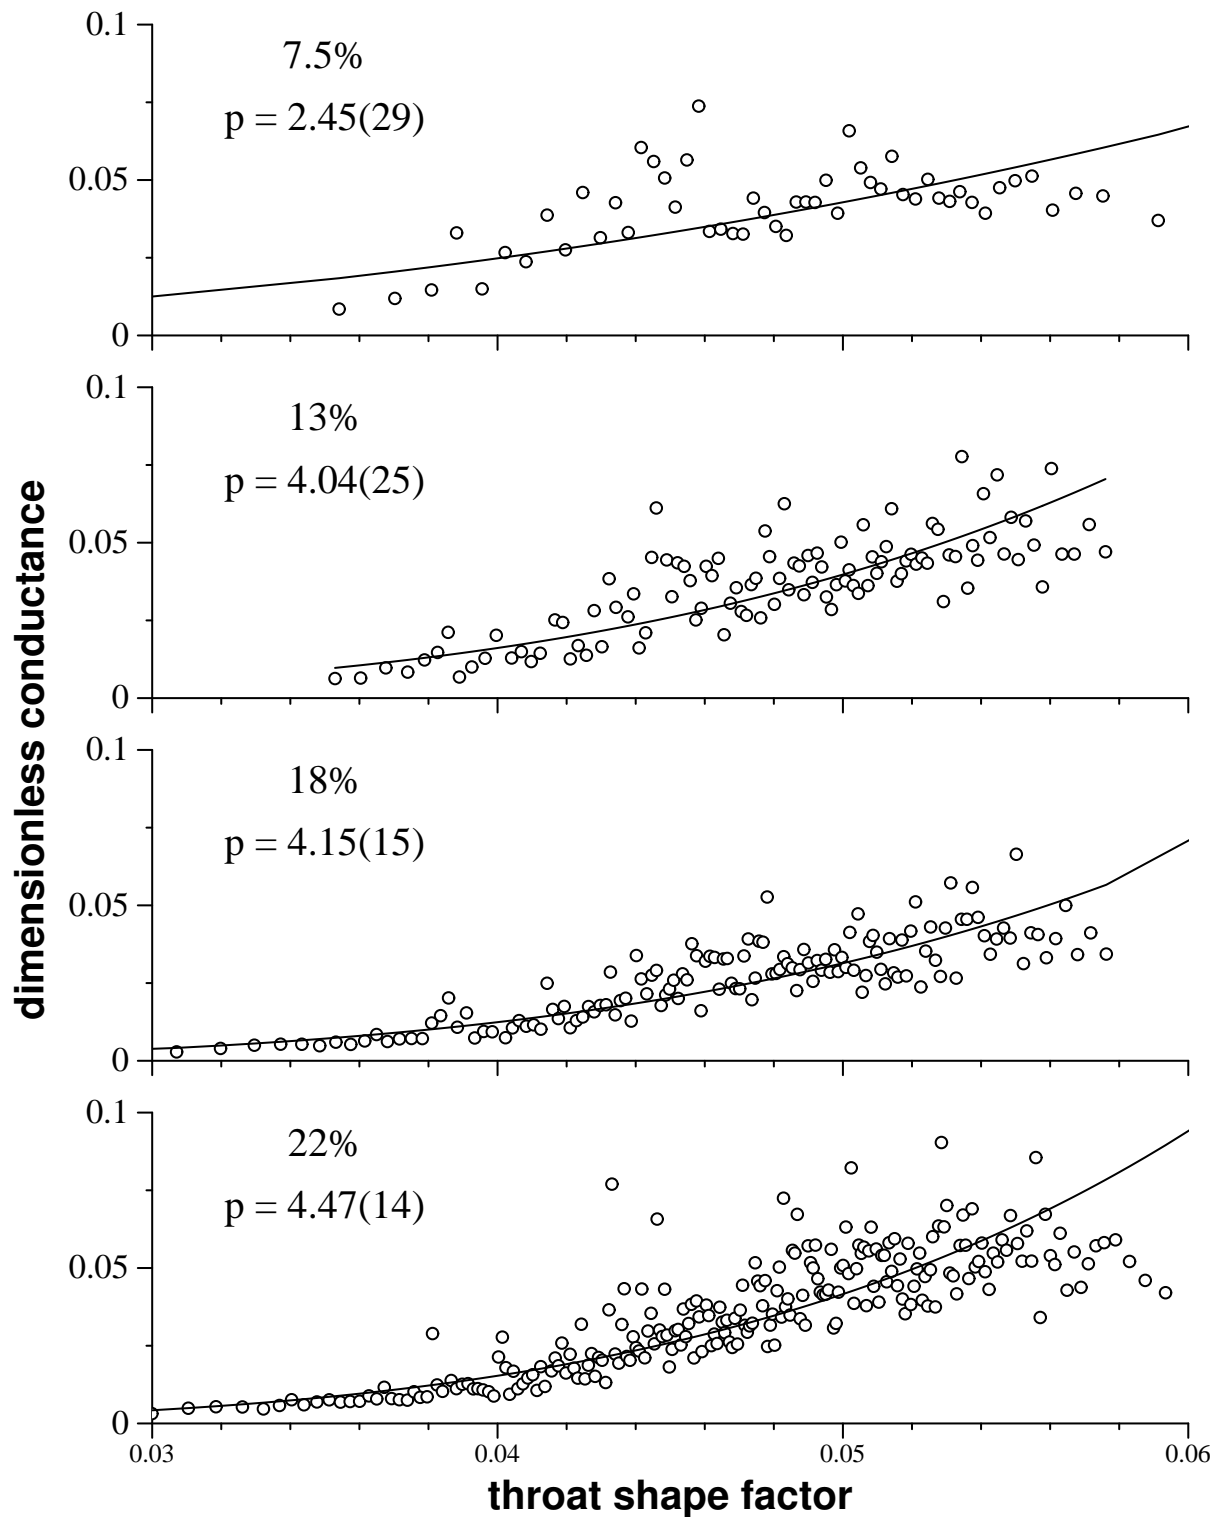 0.1
7.5%
p = 2.45(29)
0.05
0
0.1
13%
p = 4.04(25)
0.05
0
dimensionless conductance
0.1
18%
p = 4.15(15)
0.05
0
0.1
22%
p = 4.47(14)
0.05
0
0.03 0.04 0.05 0.06
throat shape factor